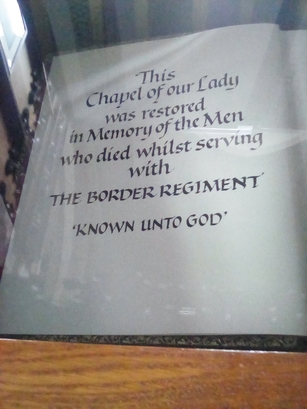 This
Chapel of our Lady
was restored
in Memory of the Men
who died whilst serving
with
THE BORDER REGIMENT
'KNOWN UNTO GOD'